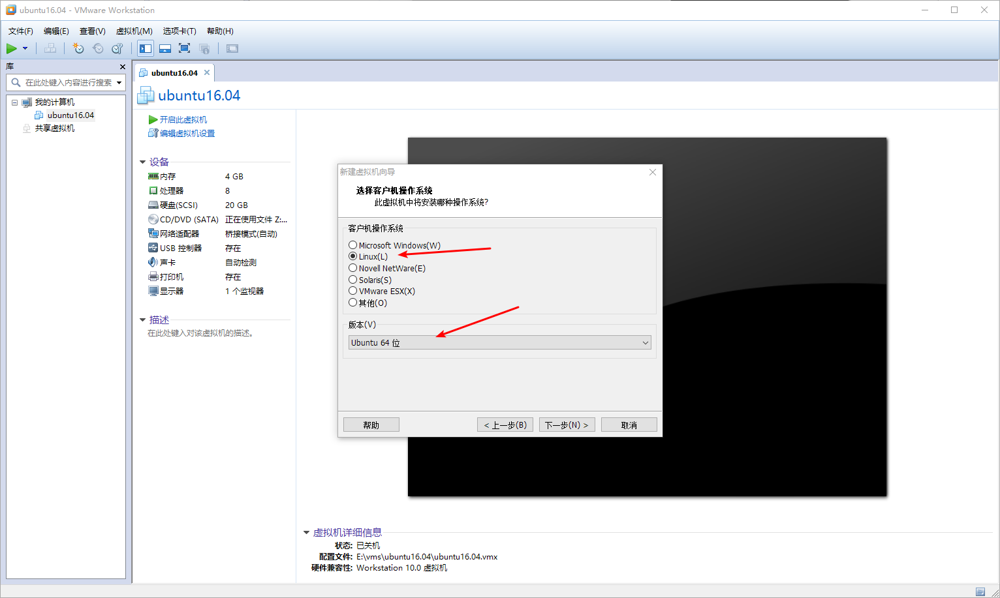 ubuntu16.04 - VMware Workstation
文件(F) 编辑(E) 查看(V) 虚拟机(M) 选项卡(T) 帮助(H)
库
在此处键入内容进行搜索
我的计算机
ubuntu16.04
共享虚拟机
ubuntu16.04
ubuntu16.04
开启此虚拟机
编辑虚拟机设置
设备
内存 4 GB
处理器 8
硬盘(SCSI) 20 GB
CD/DVD (SATA) 正在使用文件 Z:...
网络适配器 桥接模式(自动)
USB 控制器 存在
声卡 自动检测
打印机 存在
显示器 1 个监视器
描述
在此处键入对该虚拟机的描述。
新建虚拟机向导
选择客户机操作系统
此虚拟机中将安装哪种操作系统?
客户机操作系统
Microsoft Windows(W)
Linux(L)
Novell NetWare(E)
Solaris(S)
VMware ESX(X)
其他(O)
版本(V)
Ubuntu 64 位
帮助 < 上一步(B) 下一步(N) > 取消
虚拟机详细信息
状态: 已关机
配置文件: E:\vms\ubuntu16.04\ubuntu16.04.vmx
硬件兼容性: Workstation 10.0 虚拟机